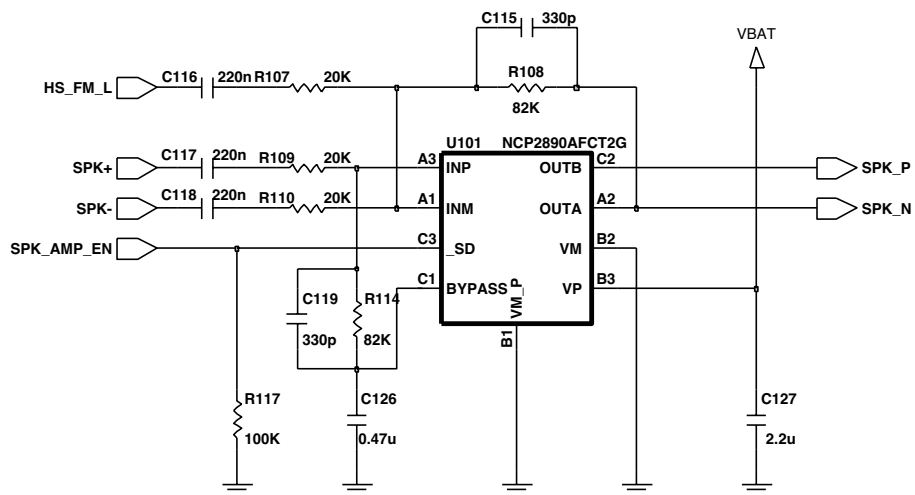 C115 330p
VBAT
HS_FM_L C116 220n R107 20K R108
82K
U101 NCP2890AFCT2G
SPK+ C117 220n R109 20K A3 INP OUTB C2 SPK_P
SPK- C118 220n R110 20K A1 INM OUTA A2 SPK_N
SPK_AMP_EN C3 _SD VM B2
C1 BYPASS VM_P VP B3
C119 R114
330p 82K
B1
R117 C126 C127
100K 0.47u 2.2u